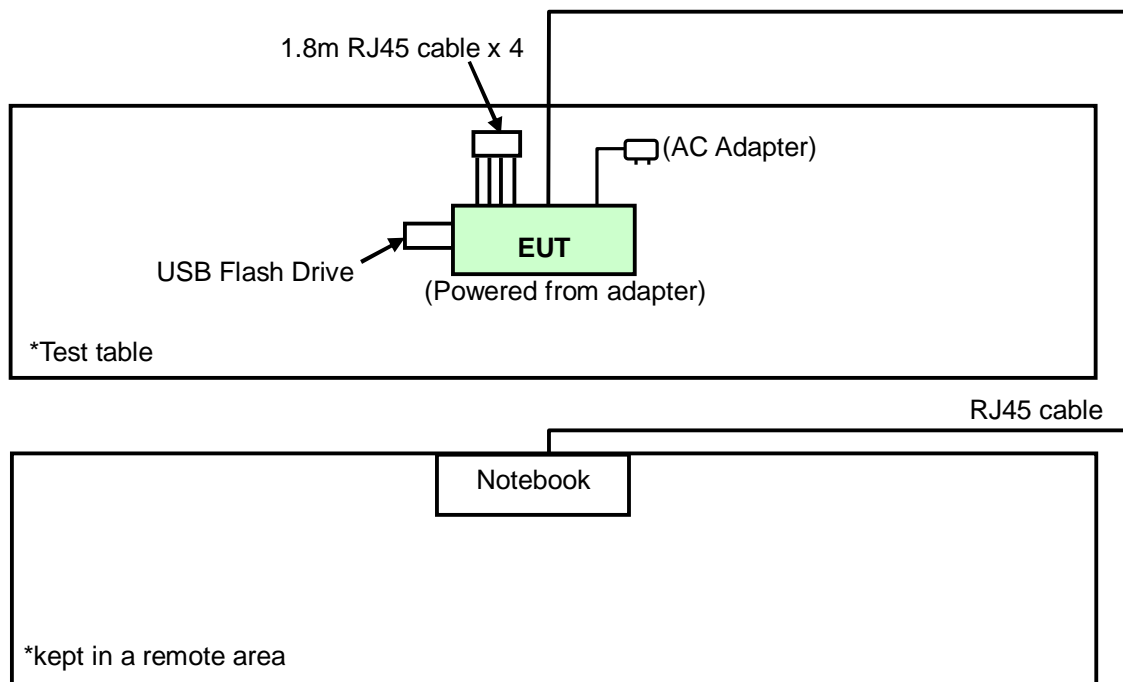 1.8m RJ45 cable x 4
(AC Adapter)
EUT
USB Flash Drive
(Powered from adapter)
*Test table
RJ45 cable
Notebook
*kept in a remote area